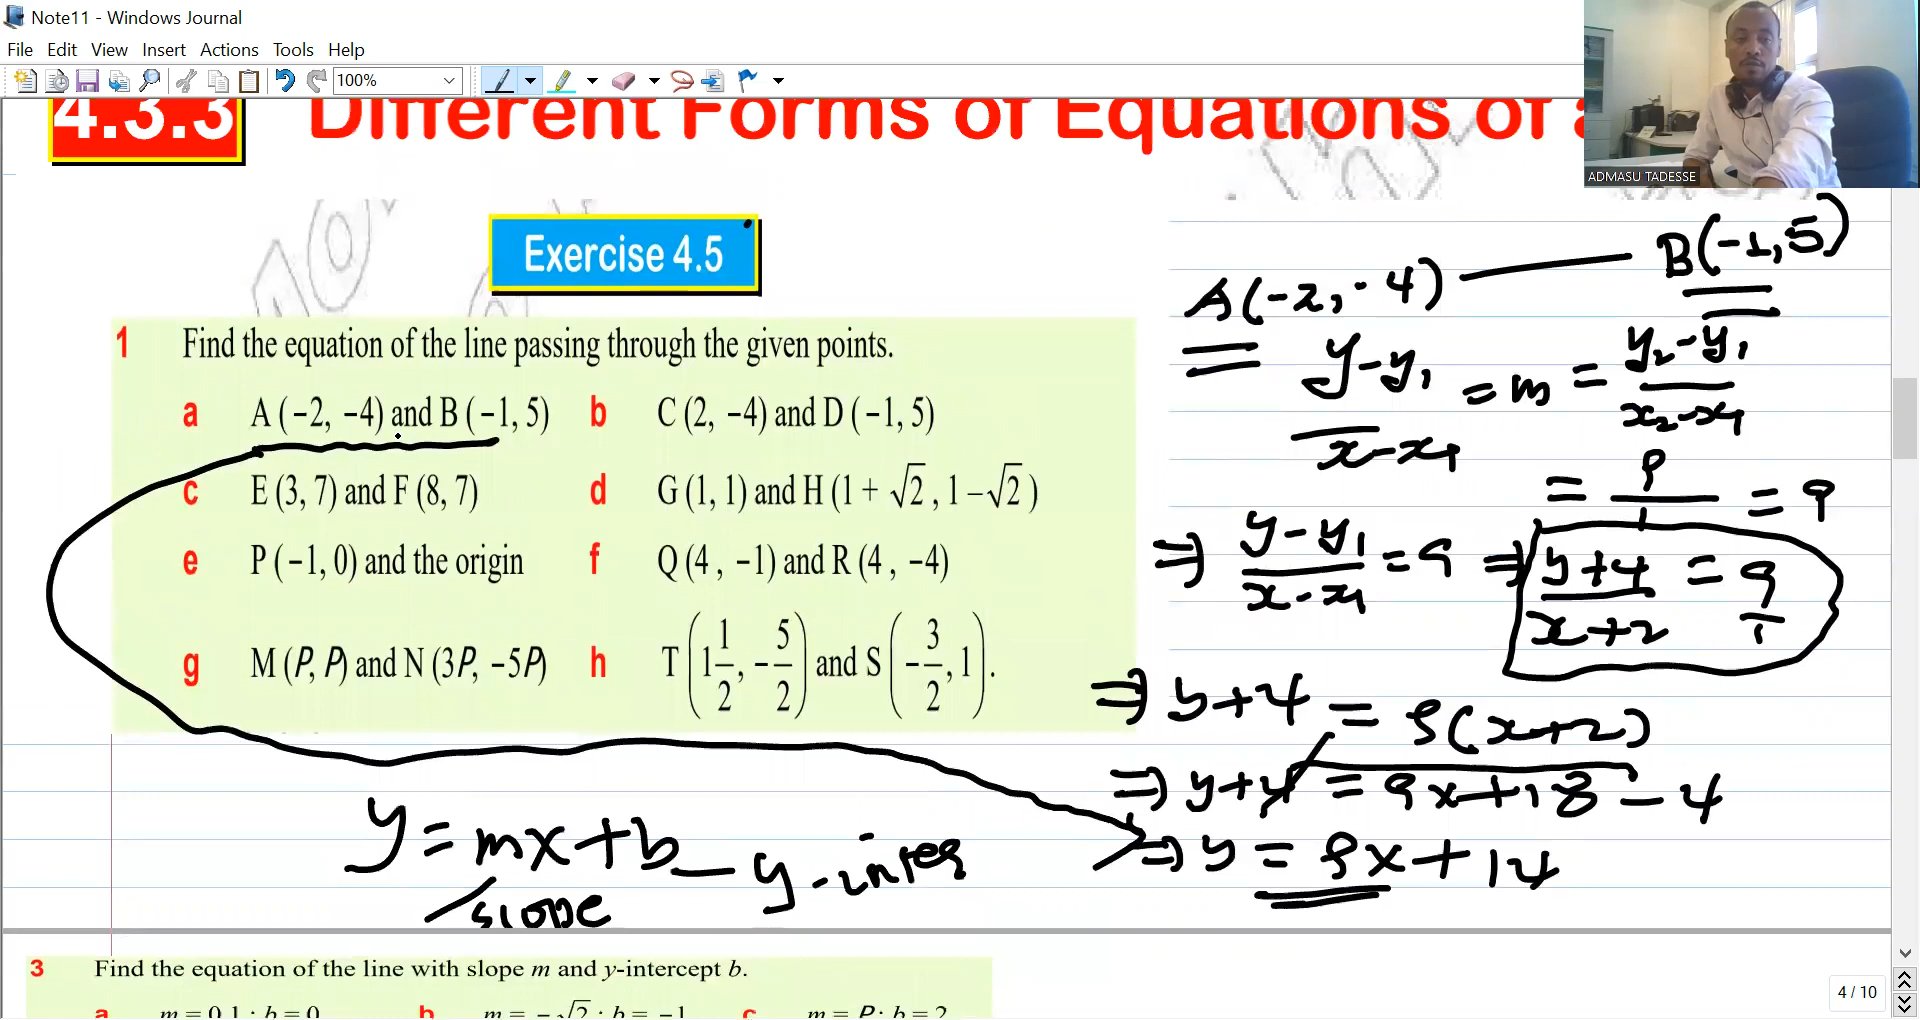 Note11 - Windows Journal
File Edit View Insert Actions Tools Help
100%
ADMASU TADESSE
4.3.3 Different Forms of Equations of a
Exercise 4.5
1 Find the equation of the line passing through the given points.
a A (−2, −4) and B (−1, 5) b C (2, −4) and D (−1, 5)
c E (3, 7) and F (8, 7) d G (1, 1) and H (1 + √2 , 1 − √2 )
e P (−1, 0) and the origin f Q (4 , −1) and R (4 , −4)
g M (P, P) and N (3P, −5P) h T (1 1/2, −5/2) and S (−3/2, 1).
y = mx + b – y-inter
slope
A(-2, -4) — B(-1, 5)
y-y₁/x-x₁ = m = y₂-y₁/x₂-x₁
= 9/1 = 9
⇒ y-y₁/x-x₁ = 9 ⇒ y+4/x+2 = 9/1
⇒ y+4 = 9(x+2)
⇒ y+4 = 9x+18 - 4
⇒ y = 9x+14
3 Find the equation of the line with slope m and y-intercept b.
a m = 0.1 ; b = 0 b m = −√2 ; b = −1 c m = P; b = 2
4 / 10